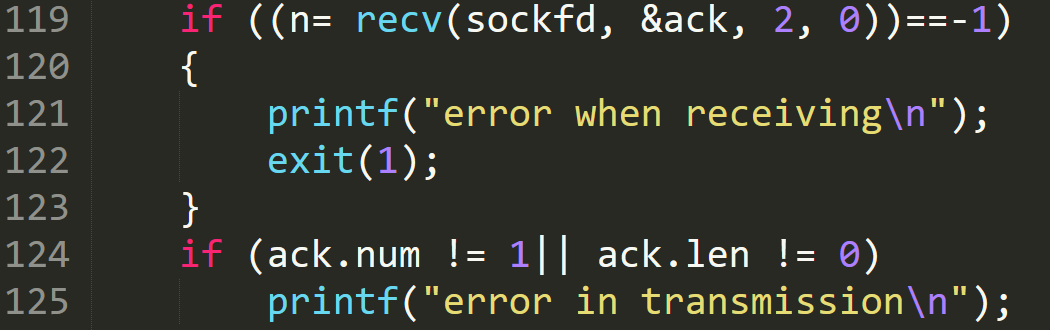 119 if ((n= recv(sockfd, &ack, 2, 0))==-1)
120 {
121 printf("error when receiving\n");
122 exit(1);
123 }
124 if (ack.num != 1|| ack.len != 0)
125 printf("error in transmission\n");